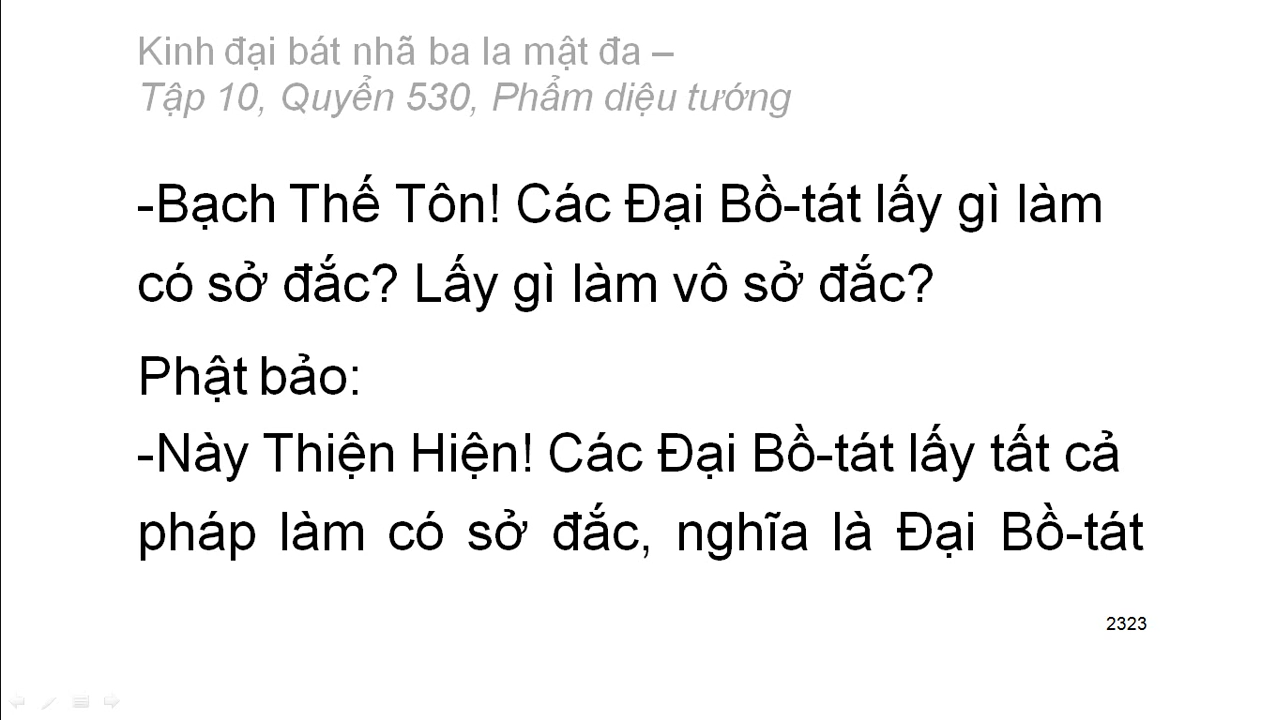 Kinh đại bát nhã ba la mật đa –
Tập 10, Quyển 530, Phẩm diệu tướng
-Bạch Thế Tôn! Các Đại Bồ-tát lấy gì làm
có sở đắc? Lấy gì làm vô sở đắc?
Phật bảo:
-Này Thiện Hiện! Các Đại Bồ-tát lấy tất cả
pháp làm có sở đắc, nghĩa là Đại Bồ-tát
2323